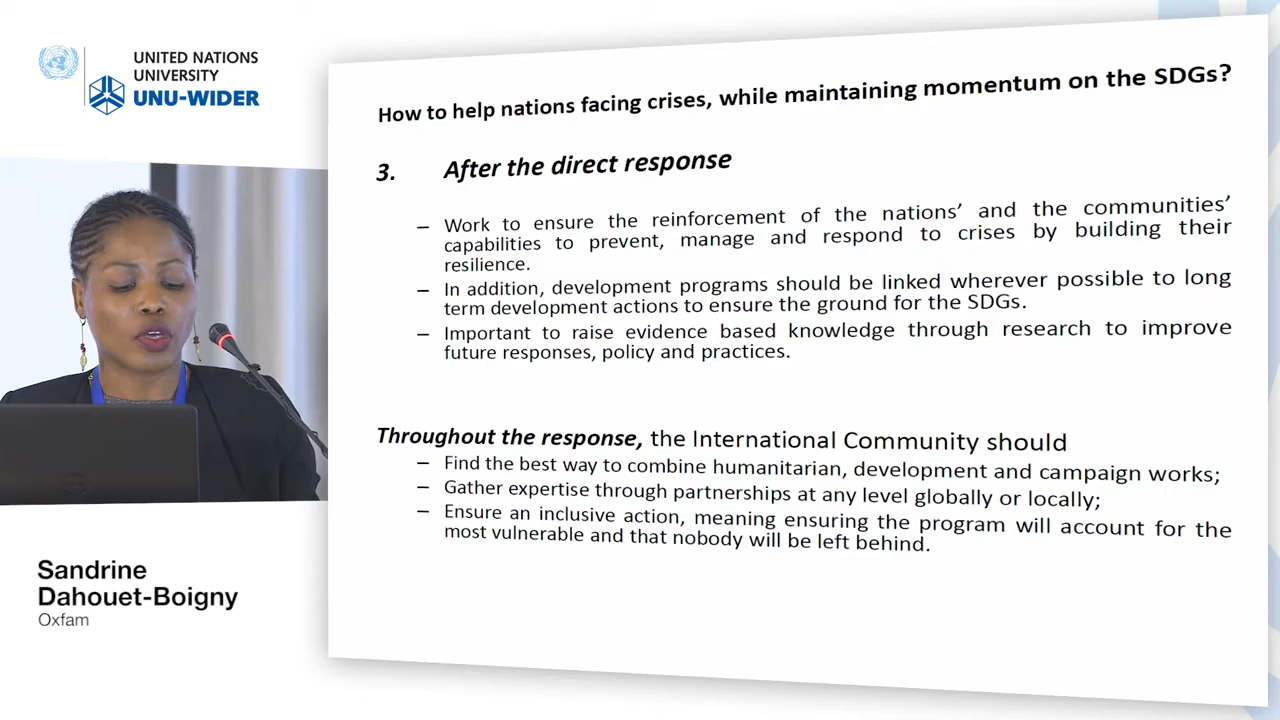 UNITED NATIONS
UNIVERSITY
UNU-WIDER
How to help nations facing crises, while maintaining momentum on the SDGs?
3. After the direct response
– Work to ensure the reinforcement of the nations’ and the communities’
capabilities to prevent, manage and respond to crises by building their
resilience.
– In addition, development programs should be linked wherever possible to long
term development actions to ensure the ground for the SDGs.
– Important to raise evidence based knowledge through research to improve
future responses, policy and practices.
Throughout the response, the International Community should
– Find the best way to combine humanitarian, development and campaign works;
– Gather expertise through partnerships at any level globally or locally;
– Ensure an inclusive action, meaning ensuring the program will account for the
most vulnerable and that nobody will be left behind.
Sandrine
Dahouet-Boigny
Oxfam